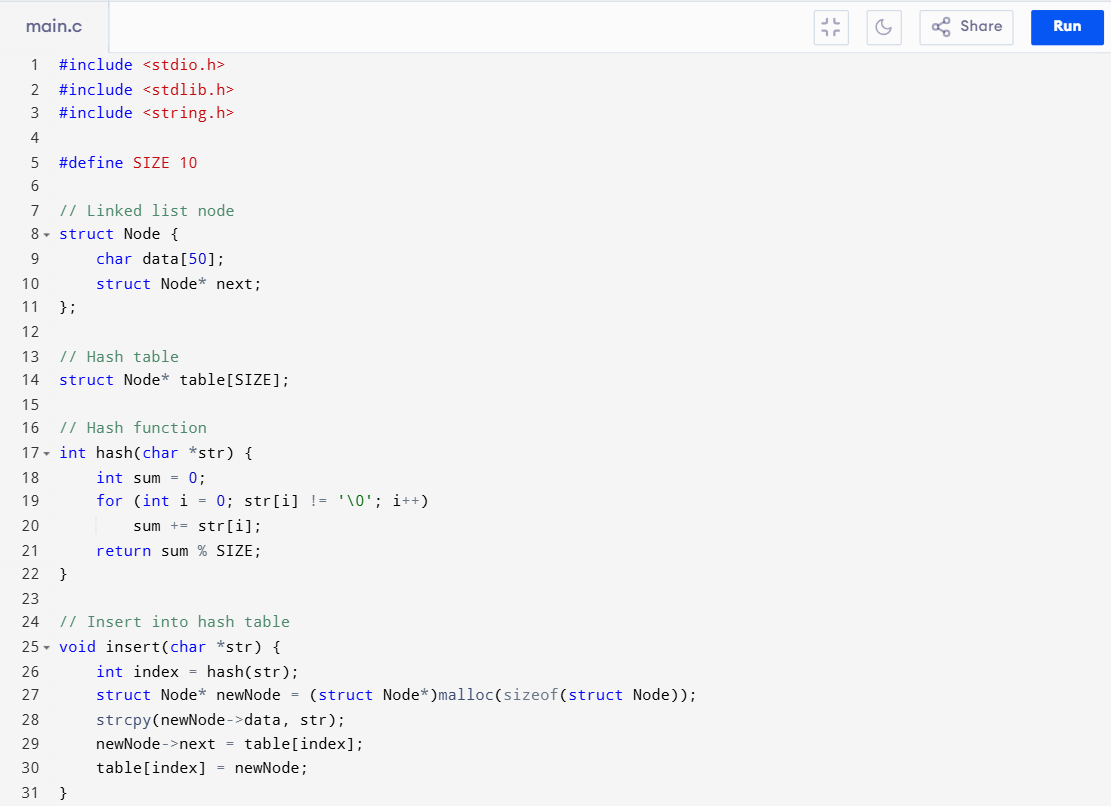 main.c
Share
Run
1 #include <stdio.h>
2 #include <stdlib.h>
3 #include <string.h>
4
5 #define SIZE 10
6
7 // Linked list node
8 struct Node {
9     char data[50];
10     struct Node* next;
11 };
12
13 // Hash table
14 struct Node* table[SIZE];
15
16 // Hash function
17 int hash(char *str) {
18     int sum = 0;
19     for (int i = 0; str[i] != '\0'; i++)
20         sum += str[i];
21     return sum % SIZE;
22 }
23
24 // Insert into hash table
25 void insert(char *str) {
26     int index = hash(str);
27     struct Node* newNode = (struct Node*)malloc(sizeof(struct Node));
28     strcpy(newNode->data, str);
29     newNode->next = table[index];
30     table[index] = newNode;
31 }